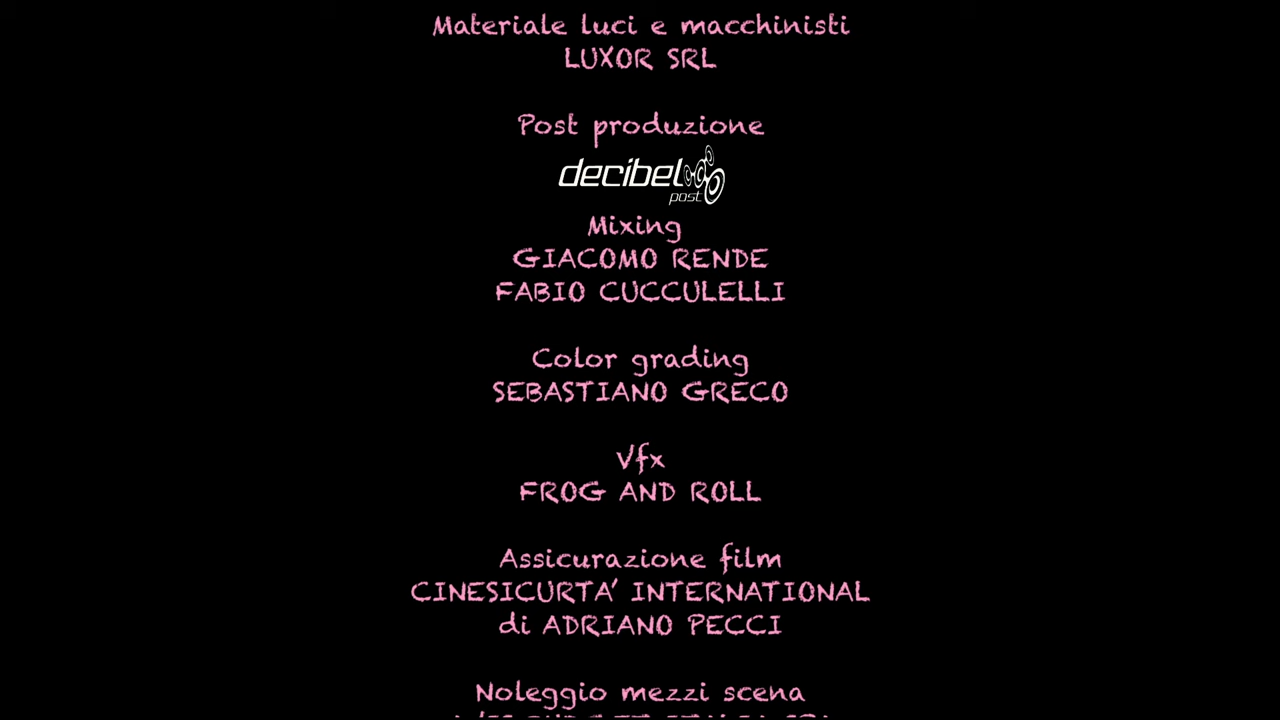 Materiale luci e macchinisti
LUXOR SRL
Post produzione
decibel
post
Mixing
GIACOMO RENDE
FABIO CUCCULELLI
Color grading
SEBASTIANO GRECO
Vfx
FROG AND ROLL
Assicurazione film
CINESICURTA' INTERNATIONAL
di ADRIANO PECCI
Noleggio mezzi scena